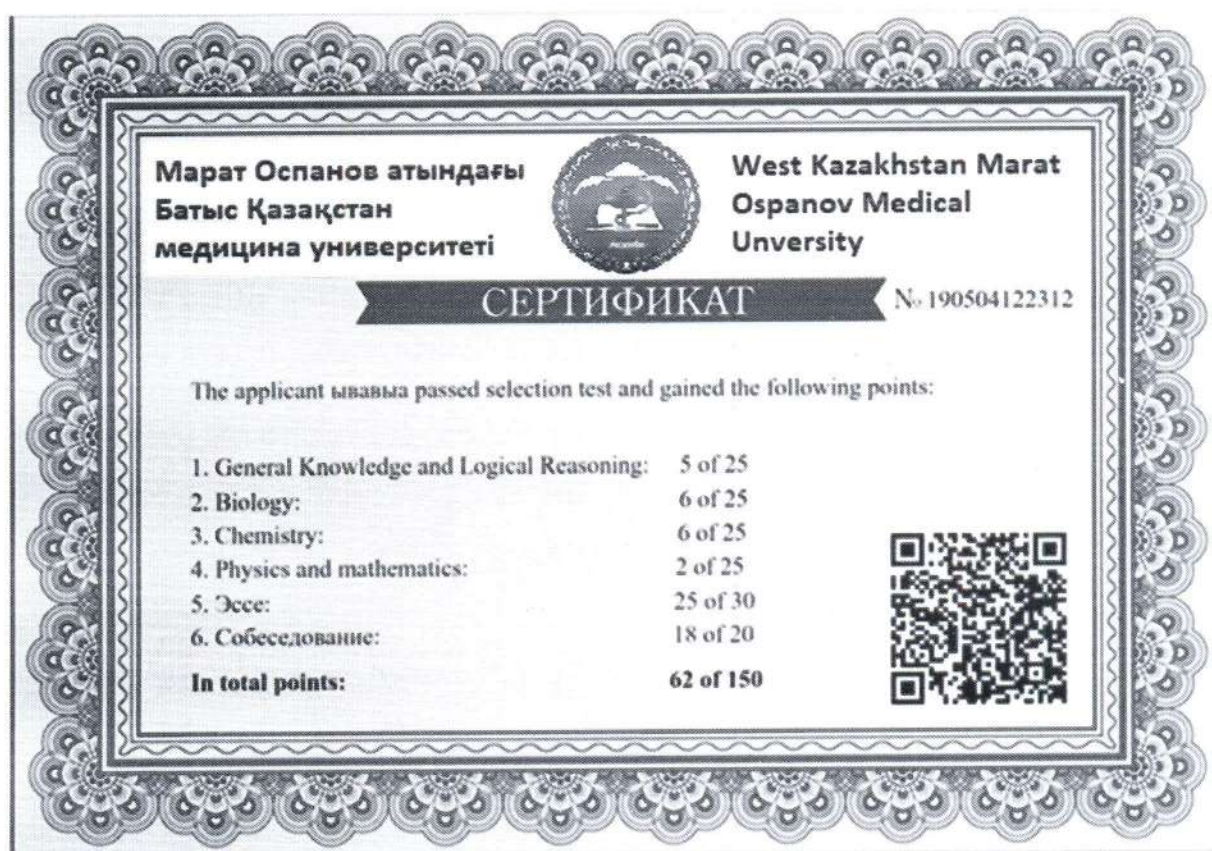 Марат Оспанов атындағы
Батыс Қазақстан
медицина университеті
West Kazakhstan Marat
Ospanov Medical
Unversity
СЕРТИФИКАТ
№ 190504122312
The applicant ывавыа passed selection test and gained the following points:
1. General Knowledge and Logical Reasoning: 5 of 25
2. Biology: 6 of 25
3. Chemistry: 6 of 25
4. Physics and mathematics: 2 of 25
5. Эссе: 25 of 30
6. Собеседование: 18 of 20
In total points: 62 of 150